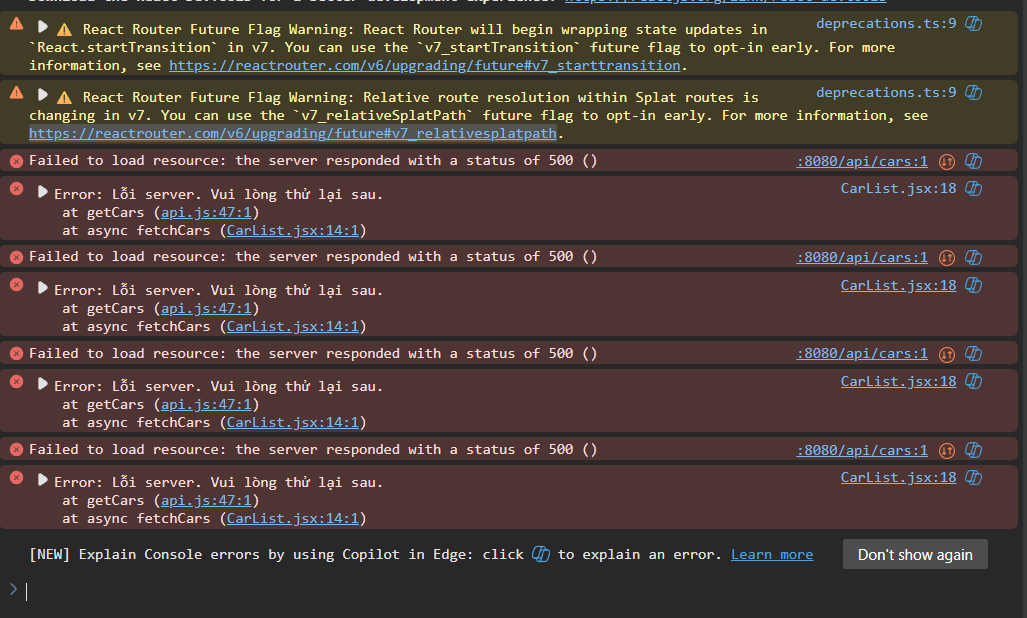 React Router Future Flag Warning: React Router will begin wrapping state updates in deprecations.ts:9
`React.startTransition` in v7. You can use the `v7_startTransition` future flag to opt-in early. For more
information, see https://reactrouter.com/v6/upgrading/future#v7_starttransition.
React Router Future Flag Warning: Relative route resolution within Splat routes is deprecations.ts:9
changing in v7. You can use the `v7_relativeSplatPath` future flag to opt-in early. For more information, see
https://reactrouter.com/v6/upgrading/future#v7_relativesplatpath.
Failed to load resource: the server responded with a status of 500 () :8080/api/cars:1
Error: Lỗi server. Vui lòng thử lại sau. CarList.jsx:18
at getCars (api.js:47:1)
at async fetchCars (CarList.jsx:14:1)
Failed to load resource: the server responded with a status of 500 () :8080/api/cars:1
Error: Lỗi server. Vui lòng thử lại sau. CarList.jsx:18
at getCars (api.js:47:1)
at async fetchCars (CarList.jsx:14:1)
Failed to load resource: the server responded with a status of 500 () :8080/api/cars:1
Error: Lỗi server. Vui lòng thử lại sau. CarList.jsx:18
at getCars (api.js:47:1)
at async fetchCars (CarList.jsx:14:1)
Failed to load resource: the server responded with a status of 500 () :8080/api/cars:1
Error: Lỗi server. Vui lòng thử lại sau. CarList.jsx:18
at getCars (api.js:47:1)
at async fetchCars (CarList.jsx:14:1)
[NEW] Explain Console errors by using Copilot in Edge: click to explain an error. Learn more Don't show again